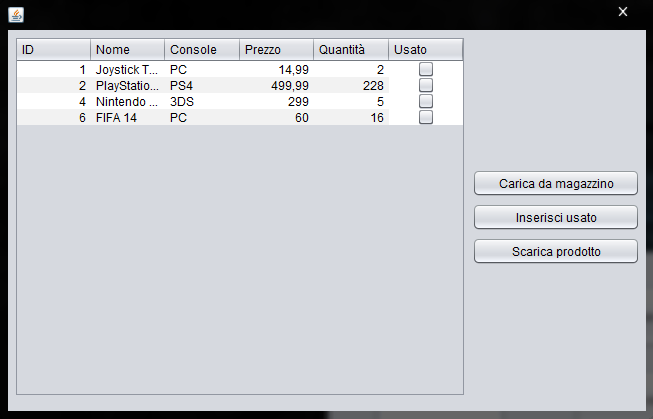 ID Nome Console Prezzo Quantità Usato
1 Joystick T... PC 14,99 2
2 PlayStatio... PS4 499,99 228
4 Nintendo ... 3DS 299 5
6 FIFA 14 PC 60 16
Carica da magazzino
Inserisci usato
Scarica prodotto